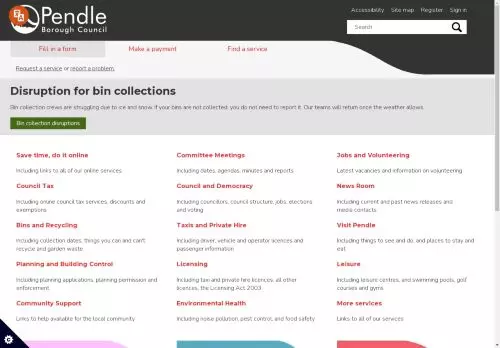 Pendle
Borough Council
Accessibility Site map Register Sign in
Search
Fill in a form Make a payment Find a service
Request a service or report a problem.
Disruption for bin collections
Bin collection crews are struggling due to ice and snow. If your bins are not collected, you do not need to report it. Our teams will return once the weather allows.
Bin collection disruptions
Save time, do it online
Committee Meetings
Jobs and Volunteering
Including links to all of our online services
Including dates, agendas, minutes and reports
Latest vacancies and information on volunteering
Council Tax
Council and Democracy
News Room
Including online council tax services, discounts and
exemptions
Including councillors, council structure, jobs, elections
and voting
Including current and past news releases and
media contacts
Bins and Recycling
Taxis and Private Hire
Visit Pendle
Including collection dates, things you can and can't
recycle and garden waste
Including driver, vehicle and operator licences and
passenger information
Including things to see and do, and places to stay and
eat
Planning and Building Control
Licensing
Leisure
Including planning applications, planning permission and
enforcement
Including taxi and private hire licences, all other
licences, the Licensing Act 2003
Including leisure centres, and swimming pools, golf
courses and gyms
Community Support
Environmental Health
More services
Links to help available for the local community
Including noise pollution, pest control, and food safety
Links to all of our services